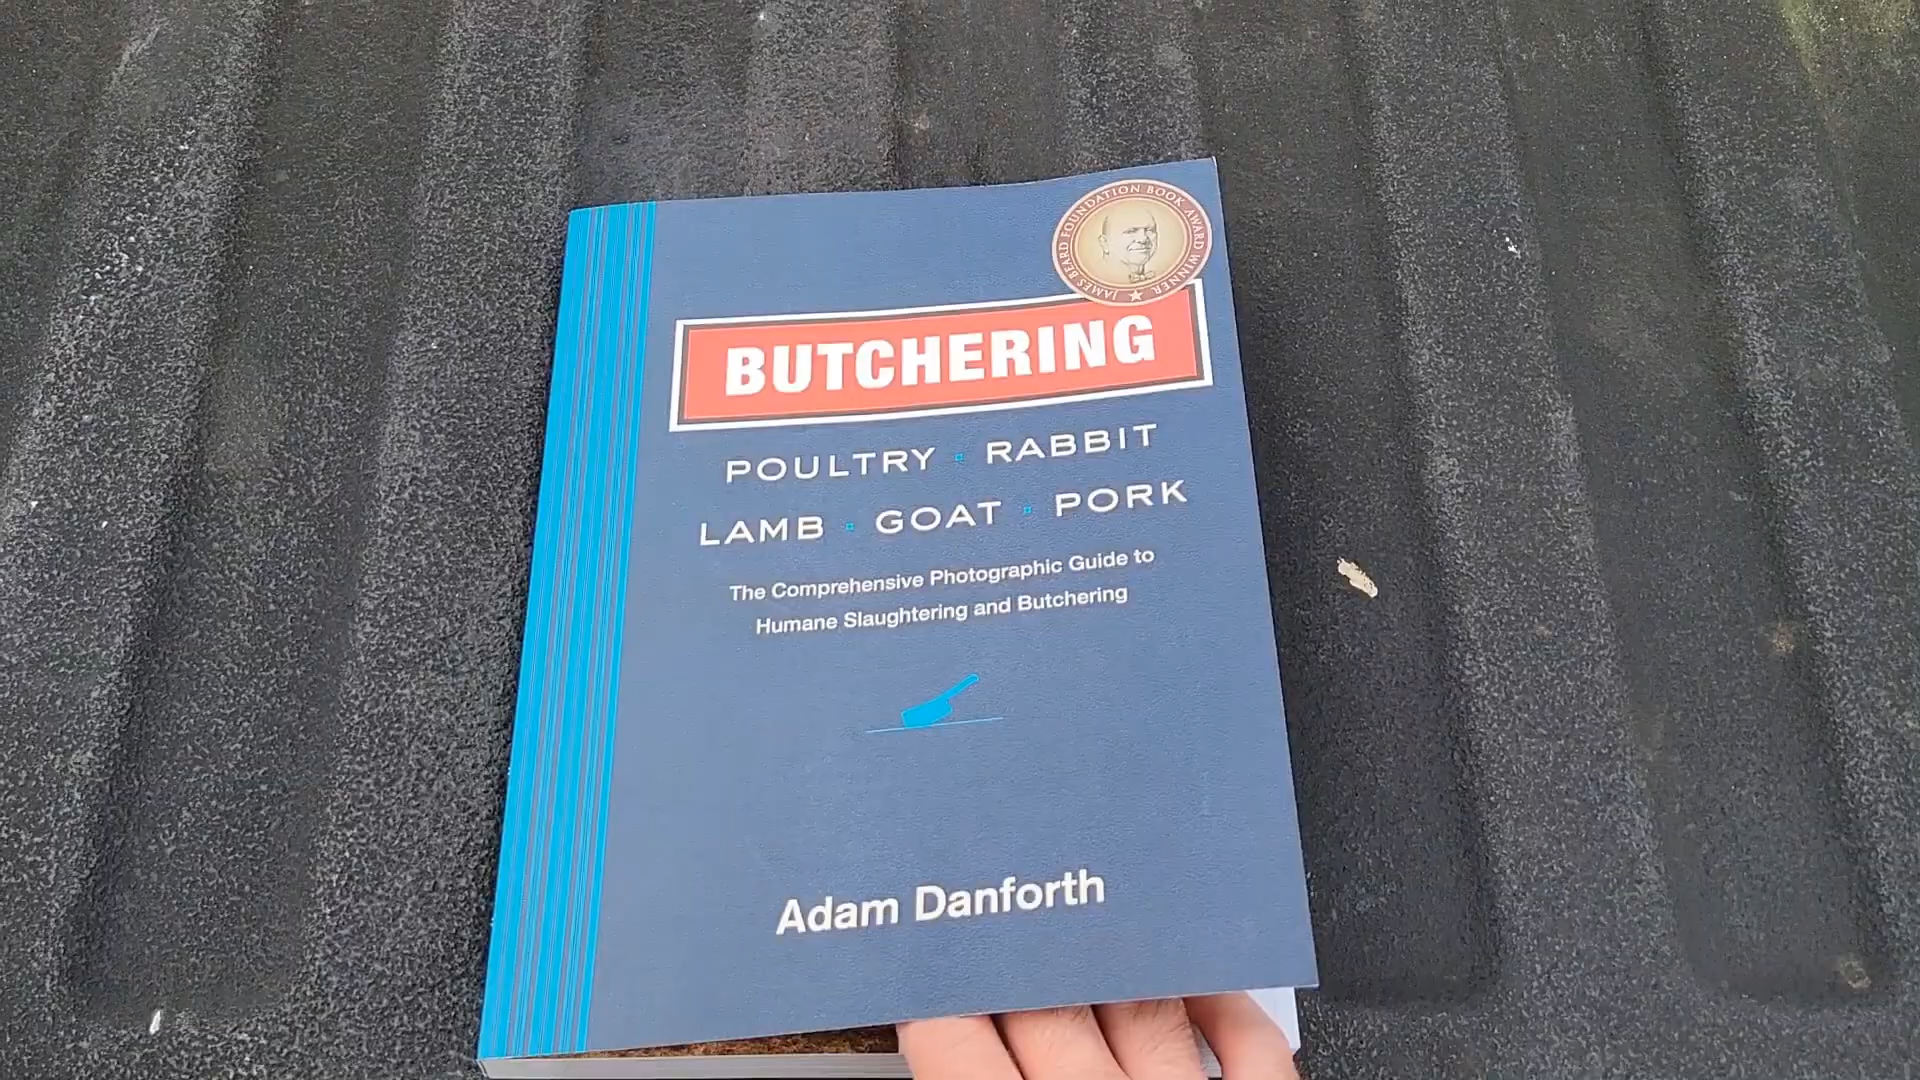 JAMES BEARD FOUNDATION BOOK AWARD WINNER
BUTCHERING
POULTRY ▫ RABBIT
LAMB ▫ GOAT ▫ PORK
The Comprehensive Photographic Guide to
Humane Slaughtering and Butchering
Adam Danforth